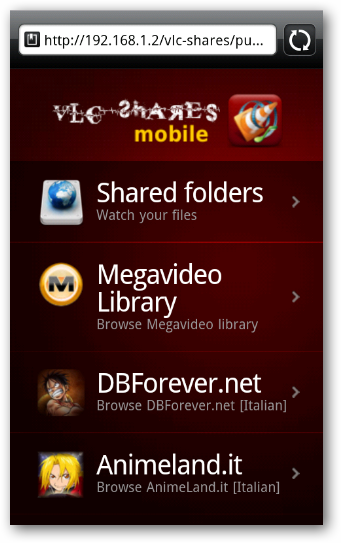 http://192.168.1.2/vlc-shares/pu...
VLC-SHARES
mobile
Shared folders
Watch your files
Megavideo
Library
Browse Megavideo library
DBForever.net
Browse DBForever.net [Italian]
Animeland.it
Browse AnimeLand.it [Italian]